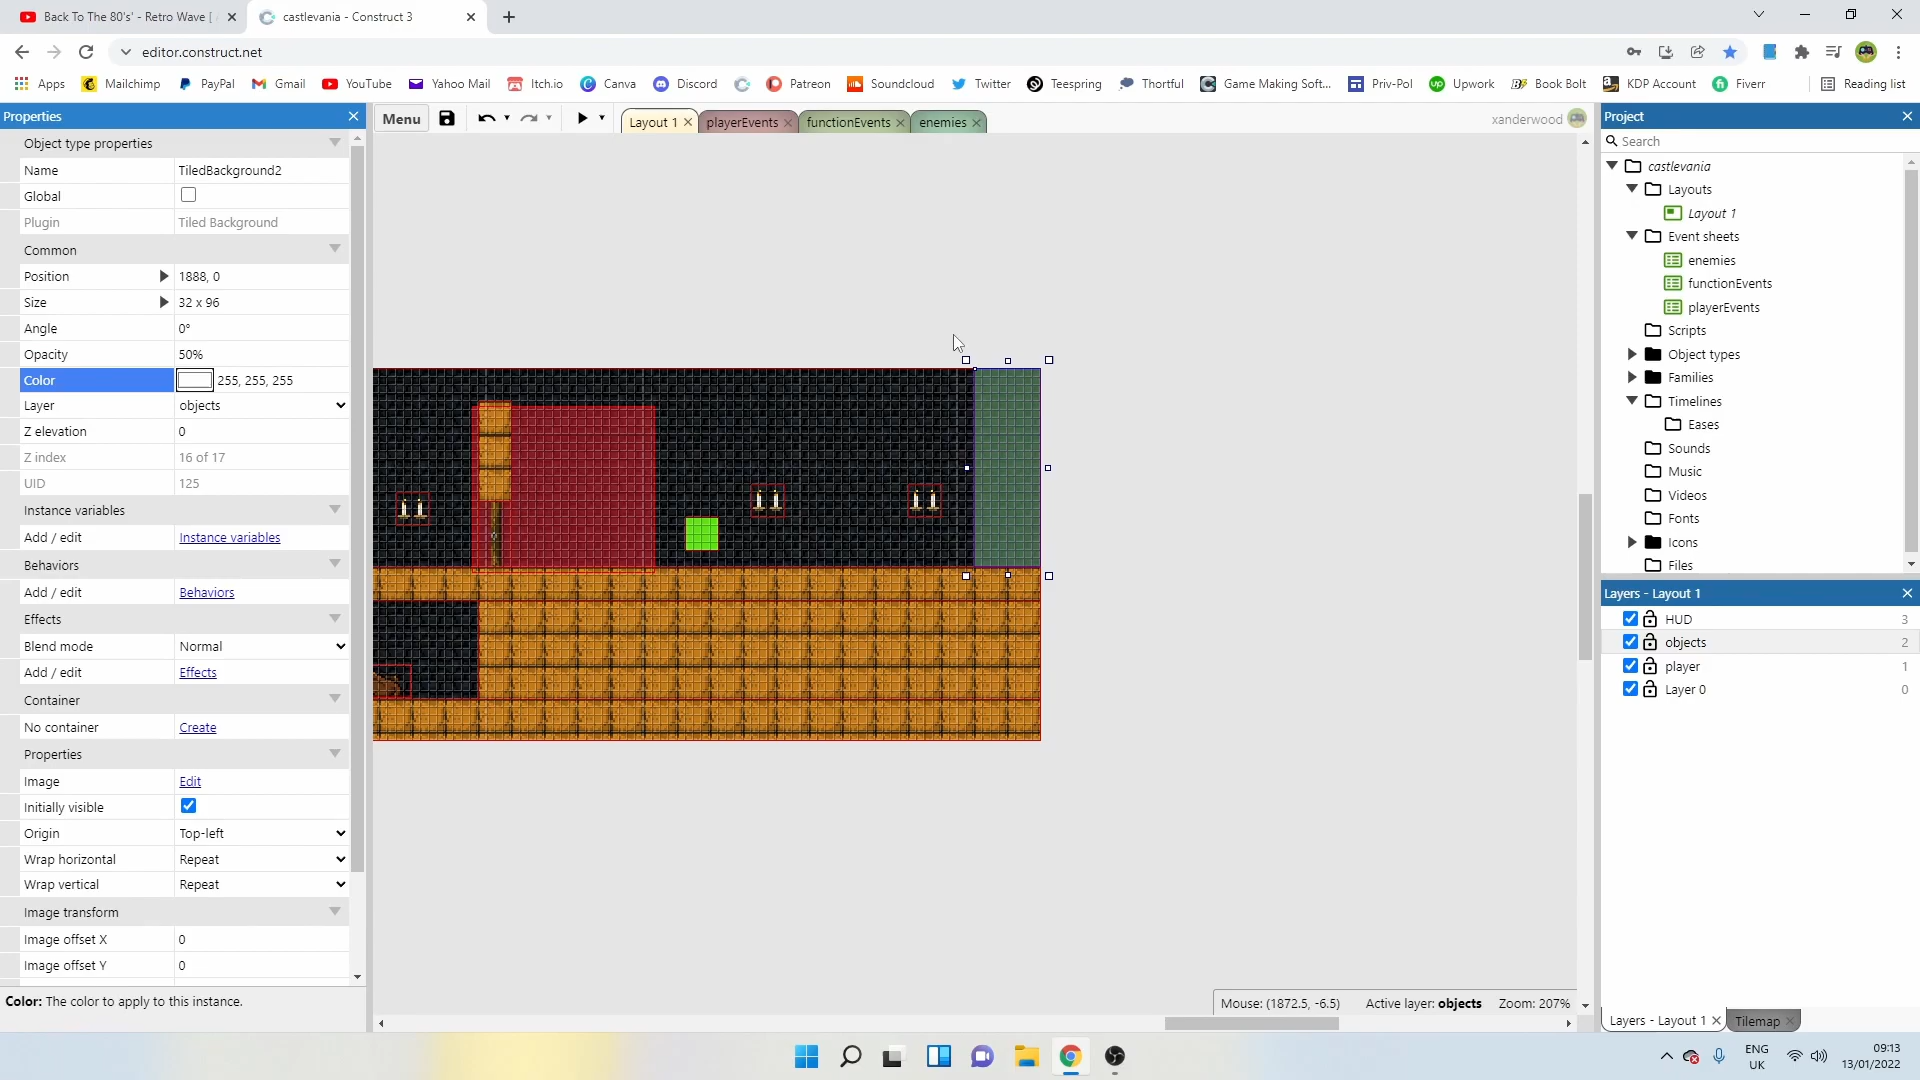 Back To The 80's' - Retro Wave [
castlevania - Construct 3
editor.construct.net
Apps
Mailchimp
PayPal
Gmail
YouTube
Yahoo Mail
Itch.io
Canva
Discord
Patreon
Soundcloud
Twitter
Teespring
Thortful
Game Making Soft...
Priv-Pol
Upwork
Book Bolt
KDP Account
Fiverr
Reading list
Properties
Object type properties
Name TiledBackground2
Global
Plugin Tiled Background
Common
Position 1888, 0
Size 32 x 96
Angle 0°
Opacity 50%
Color 255, 255, 255
Layer objects
Z elevation 0
Z index 16 of 17
UID 125
Instance variables
Add / edit Instance variables
Behaviors
Add / edit Behaviors
Effects
Blend mode Normal
Add / edit Effects
Container
No container Create
Properties
Image Edit
Initially visible
Origin Top-left
Wrap horizontal Repeat
Wrap vertical Repeat
Image transform
Image offset X 0
Image offset Y 0
Color: The color to apply to this instance.
Menu
Layout 1
playerEvents
functionEvents
enemies
xanderwood
Mouse: (1872.5, -6.5) Active layer: objects Zoom: 207%
Project
Search
castlevania
Layouts
Layout 1
Event sheets
enemies
functionEvents
playerEvents
Scripts
Object types
Families
Timelines
Eases
Sounds
Music
Videos
Fonts
Icons
Files
Layers - Layout 1
HUD 3
objects 2
player 1
Layer 0 0
Layers - Layout 1
Tilemap
ENG
UK
09:13
13/01/2022